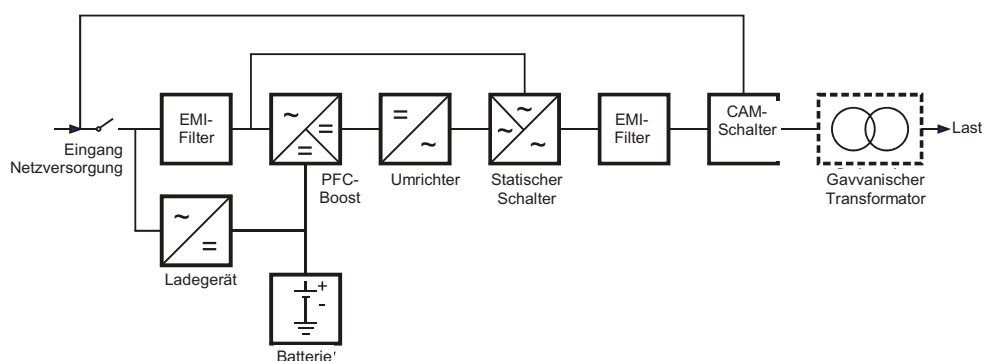 EMI-
Filter
EMI-
Filter
CAM-
Schalter
Eingang
Netzversorgung
Last
PFC-
Boost
Umrichter
Statischer
Schalter
Gavvanischer
Transformator
Ladegerät
+
-
Batterie